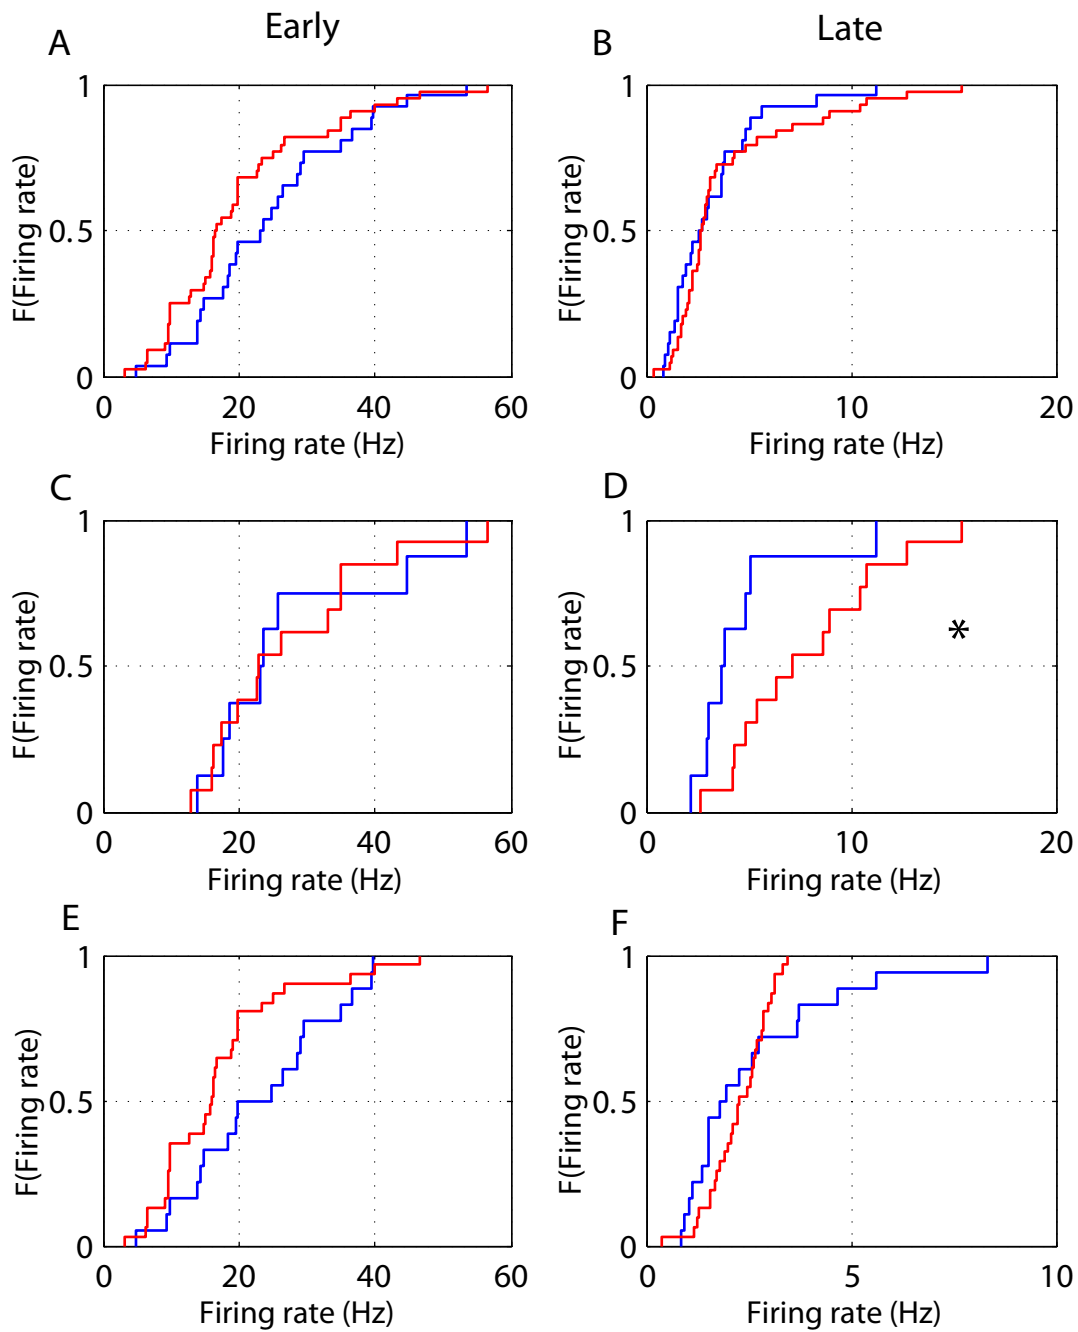 Early
Late
A
B
1
0.5
0
F(Firing rate)
0 20 40 60
Firing rate (Hz)
1
0.5
0
F(Firing rate)
0 10 20
Firing rate (Hz)
C
D
1
0.5
0
F(Firing rate)
0 20 40 60
Firing rate (Hz)
1
0.5
0
F(Firing rate)
*
0 10 20
Firing rate (Hz)
E
F
1
0.5
0
F(Firing rate)
0 20 40 60
Firing rate (Hz)
1
0.5
0
F(Firing rate)
0 5 10
Firing rate (Hz)